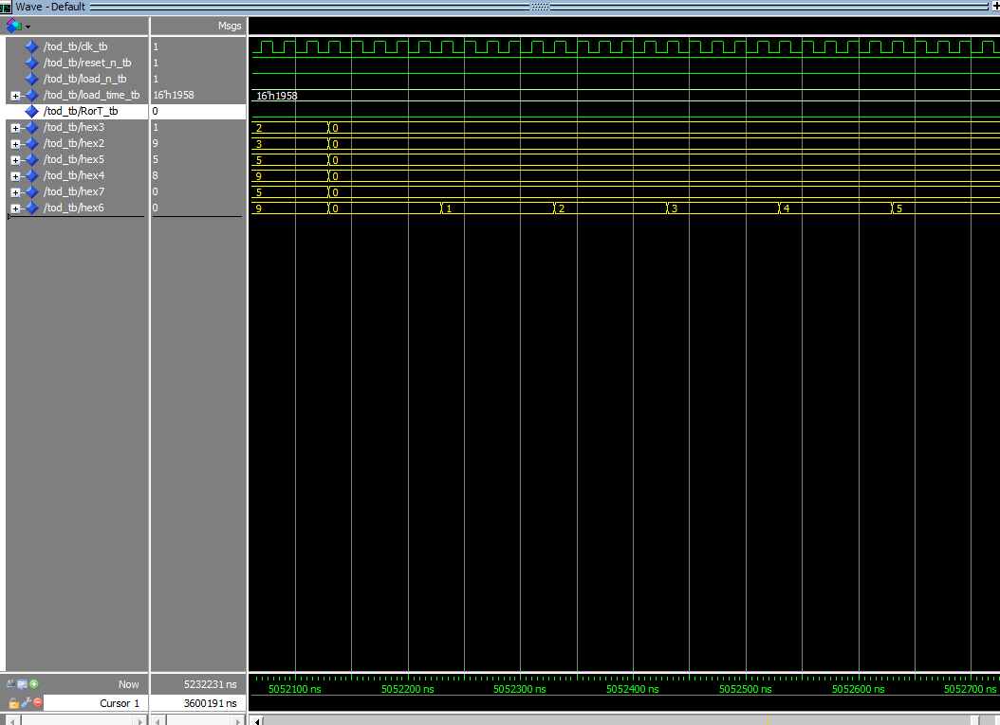 Wave - Default
Msgs
/tod_tb/clk_tb 1
/tod_tb/reset_n_tb 1
/tod_tb/load_n_tb 1
/tod_tb/load_time_tb 16'h1958 16'h1958
/tod_tb/RorT_tb 0
/tod_tb/hex3 1 2 0
/tod_tb/hex2 9 3 0
/tod_tb/hex5 5 5 0
/tod_tb/hex4 8 9 0
/tod_tb/hex7 0 5 0
/tod_tb/hex6 0 9 0 1 2 3 4 5
Now 5232231 ns 5052100 ns 5052200 ns 5052300 ns 5052400 ns 5052500 ns 5052600 ns 5052700 ns
Cursor 1 3600191 ns